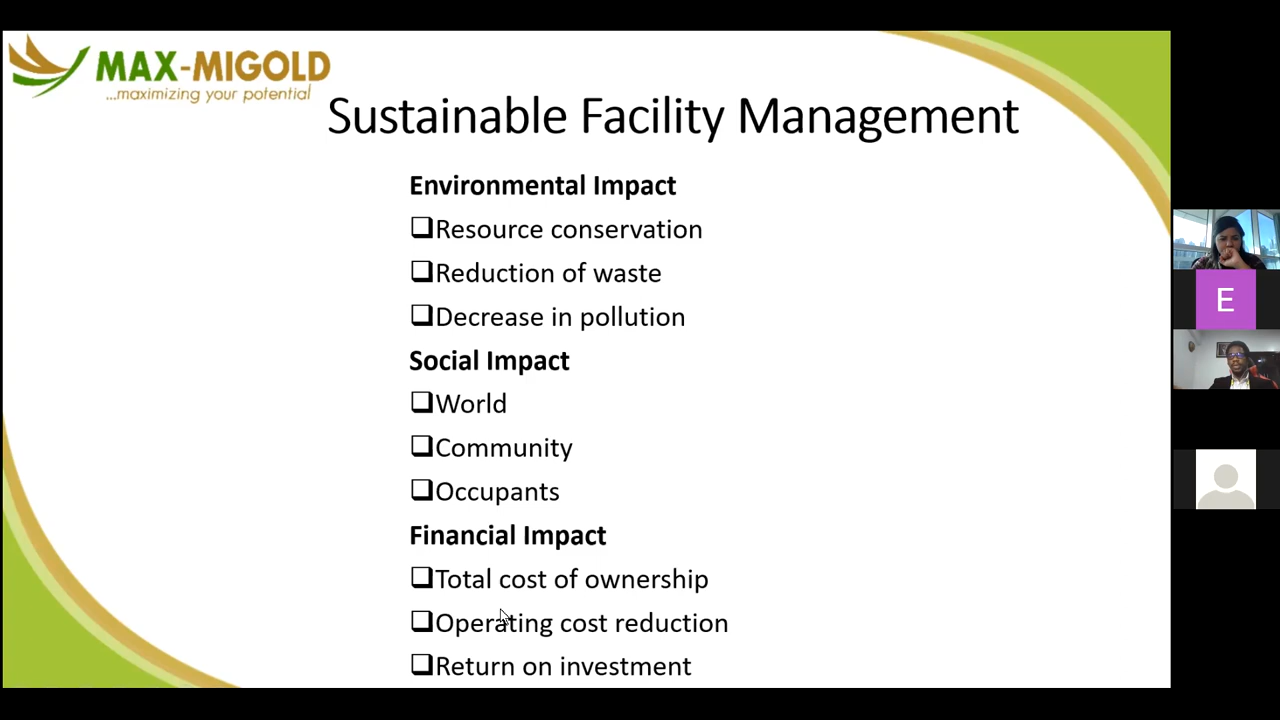 MAX-MIGOLD
...maximizing your potential
Sustainable Facility Management
Environmental Impact
Resource conservation
Reduction of waste
Decrease in pollution
Social Impact
World
Community
Occupants
Financial Impact
Total cost of ownership
Operating cost reduction
Return on investment
E